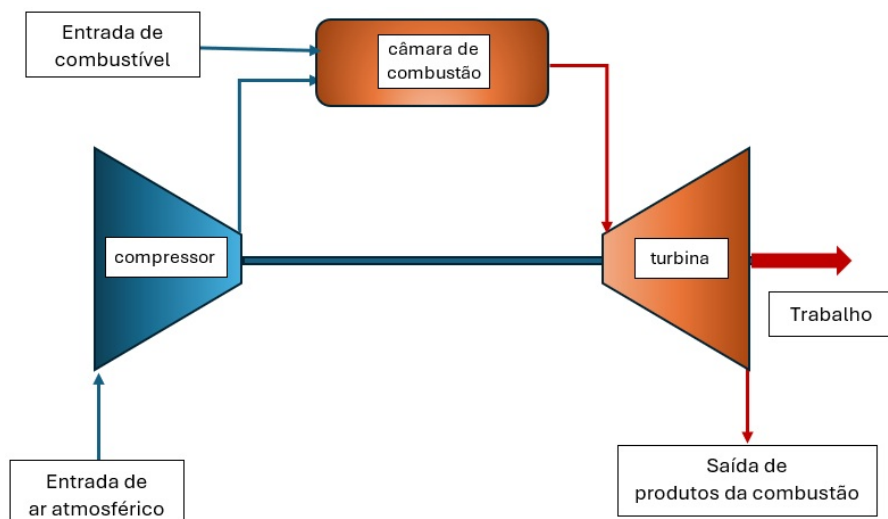 Entrada de
combustível
câmara de
combustão
compressor
turbina
Trabalho
Entrada de
ar atmosférico
Saída de
produtos da combustão